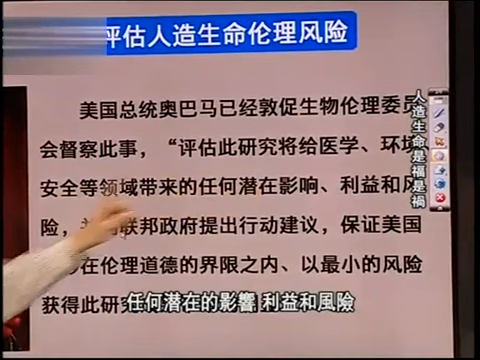 评估人造生命伦理风险
美国总统奥巴马已经敦促生物伦理委员
会督察此事，“评估此研究将给医学、环境
安全等领域带来的任何潜在影响、利益和风
险，并向联邦政府提出行动建议，保证美国
在伦理道德的界限之内、以最小的风险
获得此研究
人造生命是福是禍
任何潜在的影響 利益和風險